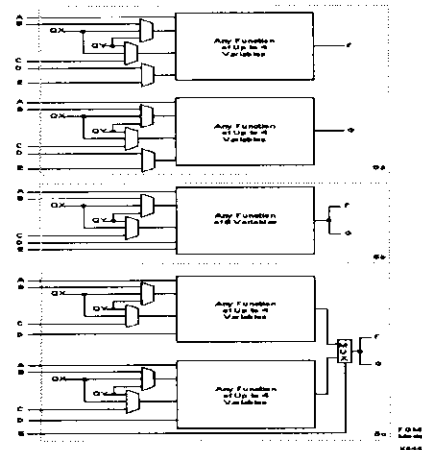 A
B
QX
QY
C
D
E
Any Function
of Up to 4
Variables
F
A
B
QX
QY
C
D
E
Any Function
of Up to 4
Variables
G
A
B
QX
QY
C
D
E
Any Function
of 5 Variables
F
G
A
B
QX
QY
C
D
Any Function
of Up to 4
Variables
A
B
QX
QY
C
D
E
Any Function
of Up to 4
Variables
MUX
F
G